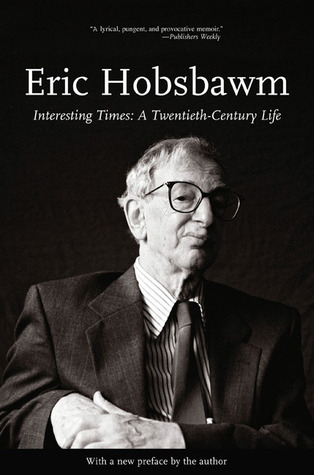 "A lyrical, pungent, and provocative memoir."
—Publishers Weekly
Eric Hobsbawm
Interesting Times: A Twentieth-Century Life
With a new preface by the author